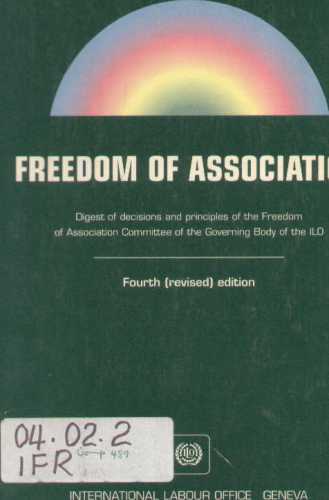 FREEDOM OF ASSOCIATIO
Digest of decisions and principles of the Freedom
of Association Committee of the Governing Body of the ILO
Fourth (revised) edition
04.02.2
IFR
INTERNATIONAL LABOUR OFFICE GENEVA